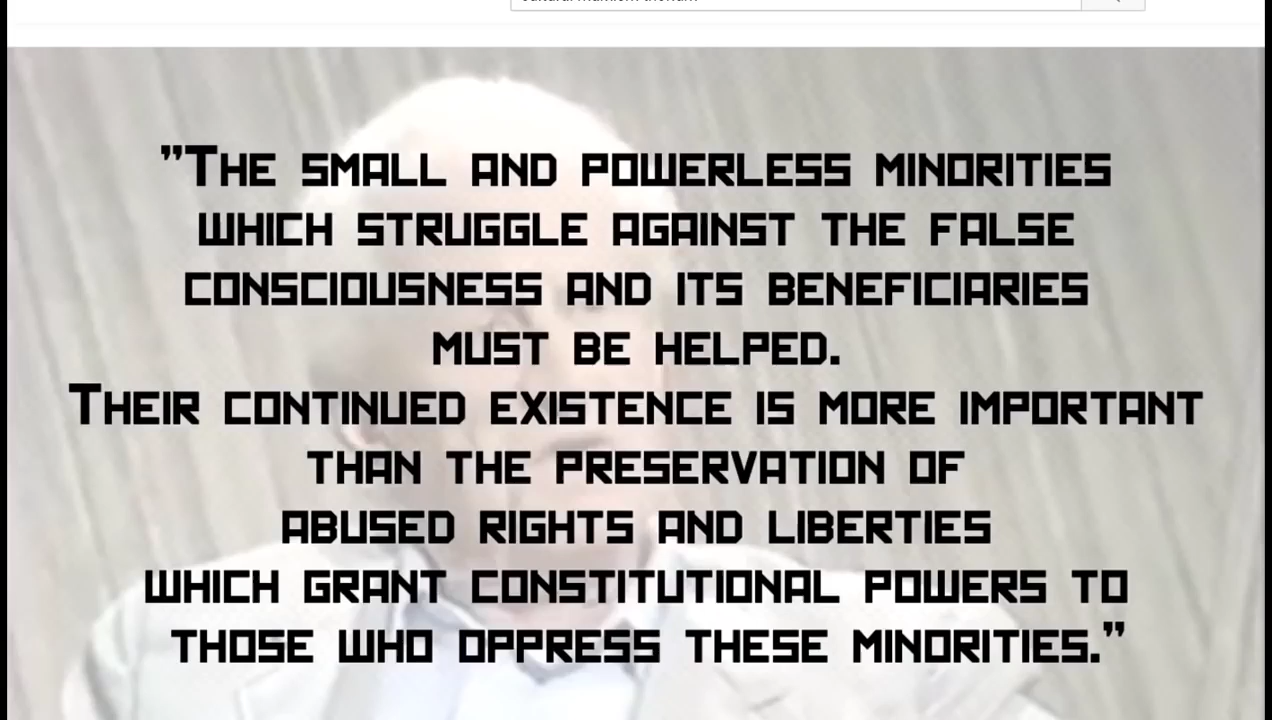 "The small and powerless minorities
which struggle against the false
consciousness and its beneficiaries
must be helped.
Their continued existence is more important
than the preservation of
abused rights and liberties
which grant constitutional powers to
those who oppress these minorities."